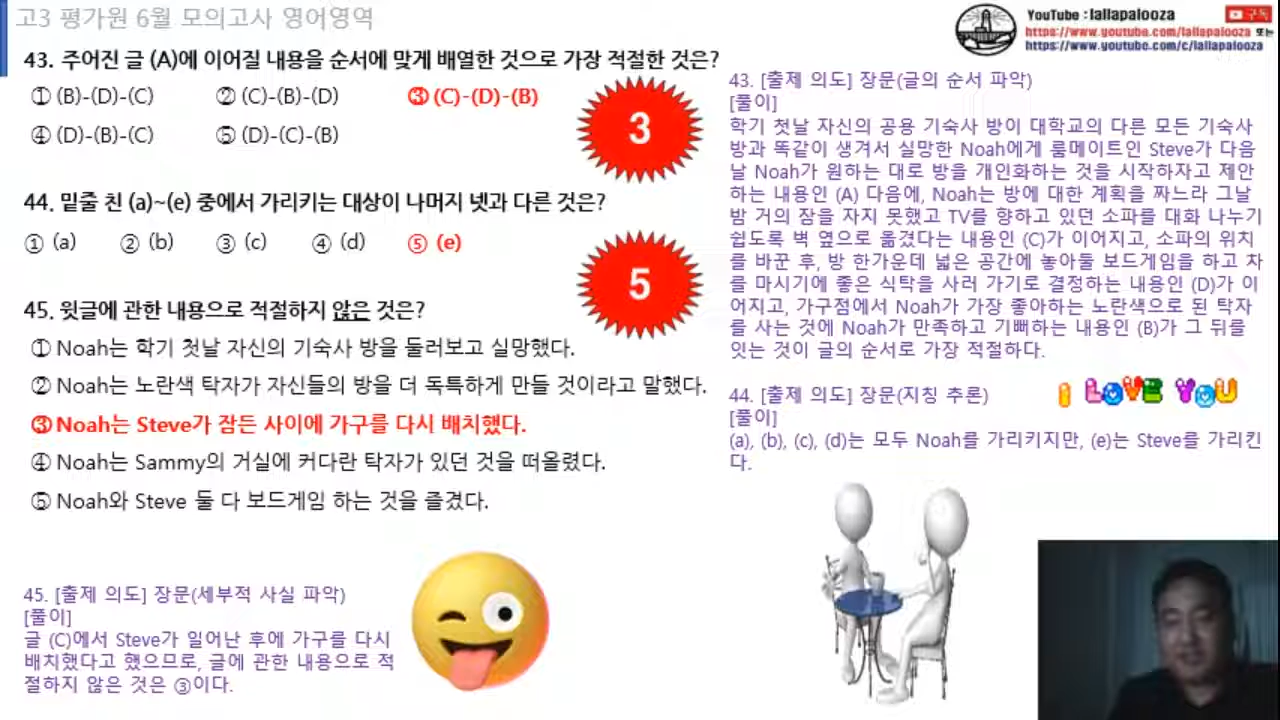 고3 평가원 6월 모의고사 영어영역
YouTube : lallapalooza
구독
https://www.youtube.com/lallapalooza 또는
https://www.youtube.com/c/lallapalooza
43. 주어진 글 (A)에 이어질 내용을 순서에 맞게 배열한 것으로 가장 적절한 것은?
① (B)-(D)-(C) ② (C)-(B)-(D) ③ (C)-(D)-(B)
④ (D)-(B)-(C) ⑤ (D)-(C)-(B)
3
44. 밑줄 친 (a)~(e) 중에서 가리키는 대상이 나머지 넷과 다른 것은?
① (a) ② (b) ③ (c) ④ (d) ⑤ (e)
5
45. 윗글에 관한 내용으로 적절하지 않은 것은?
① Noah는 학기 첫날 자신의 기숙사 방을 둘러보고 실망했다.
② Noah는 노란색 탁자가 자신들의 방을 더 독특하게 만들 것이라고 말했다.
③ Noah는 Steve가 잠든 사이에 가구를 다시 배치했다.
④ Noah는 Sammy의 거실에 커다란 탁자가 있던 것을 떠올렸다.
⑤ Noah와 Steve 둘 다 보드게임 하는 것을 즐겼다.
45. [출제 의도] 장문(세부적 사실 파악)
[풀이]
글 (C)에서 Steve가 일어난 후에 가구를 다시
배치했다고 했으므로, 글에 관한 내용으로 적
절하지 않은 것은 ③이다.
43. [출제 의도] 장문(글의 순서 파악)
[풀이]
학기 첫날 자신의 공용 기숙사 방이 대학교의 다른 모든 기숙사
방과 똑같이 생겨서 실망한 Noah에게 룸메이트인 Steve가 다음
날 Noah가 원하는 대로 방을 개인화하는 것을 시작하자고 제안
하는 내용인 (A) 다음에, Noah는 방에 대한 계획을 짜느라 그날
밤 거의 잠을 자지 못했고 TV를 향하고 있던 소파를 대화 나누기
쉽도록 벽 옆으로 옮겼다는 내용인 (C)가 이어지고, 소파의 위치
를 바꾼 후, 방 한가운데 넓은 공간에 놓아둘 보드게임을 하고 차
를 마시기에 좋은 식탁을 사러 가기로 결정하는 내용인 (D)가 이
어지고, 가구점에서 Noah가 가장 좋아하는 노란색으로 된 탁자
를 사는 것에 Noah가 만족하고 기뻐하는 내용인 (B)가 그 뒤를
잇는 것이 글의 순서로 가장 적절하다.
44. [출제 의도] 장문(지칭 추론)
I LOVE YOU
[풀이]
(a), (b), (c), (d)는 모두 Noah를 가리키지만, (e)는 Steve를 가리킨
다.